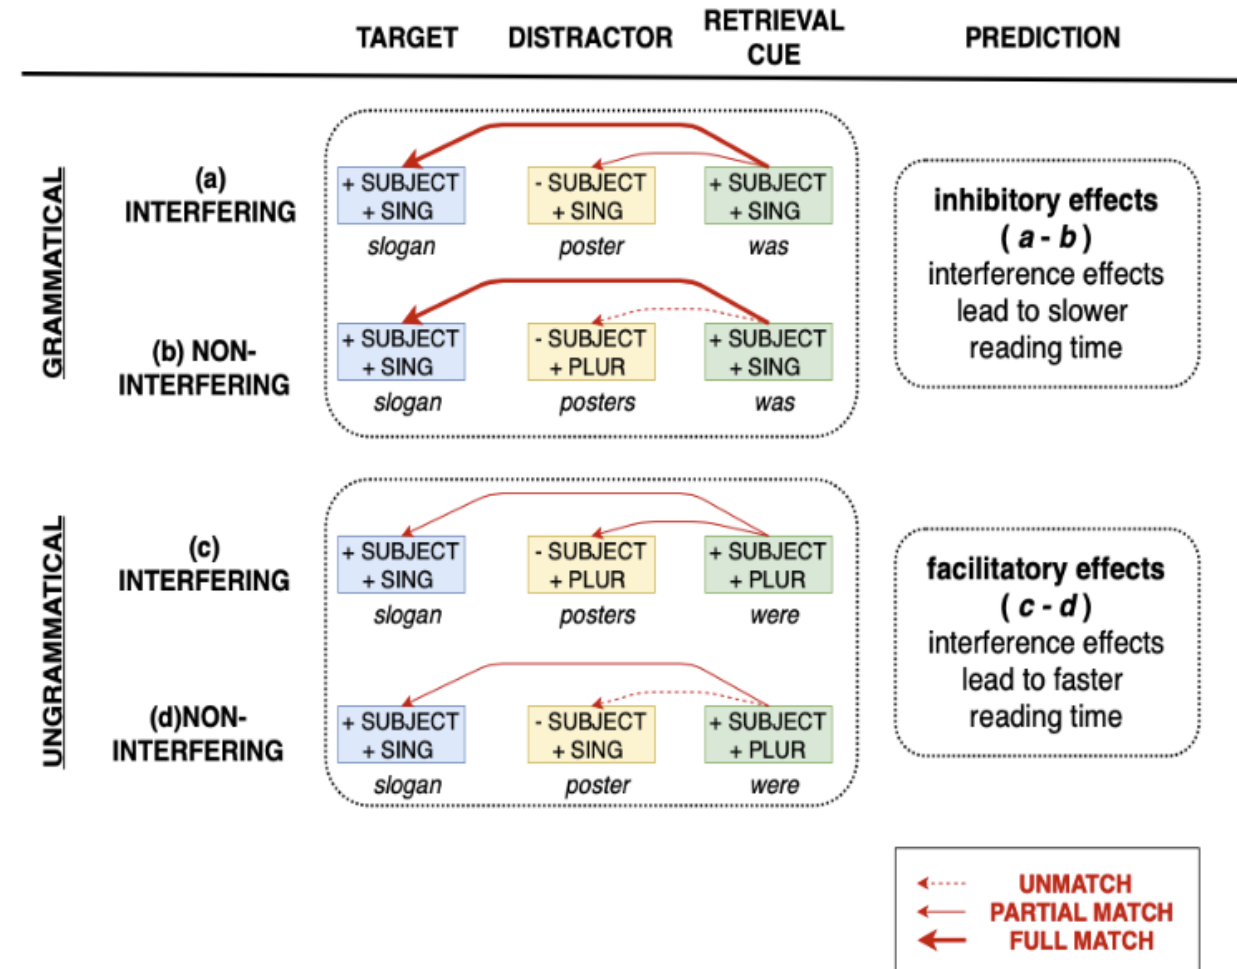 TARGET
DISTRACTOR
RETRIEVAL
CUE
PREDICTION
GRAMMATICAL
(a)
INTERFERING
+ SUBJECT
+ SING
slogan
- SUBJECT
+ SING
poster
+ SUBJECT
+ SING
was
(b) NON-
INTERFERING
+ SUBJECT
+ SING
slogan
- SUBJECT
+ PLUR
posters
+ SUBJECT
+ SING
was
inhibitory effects
( a - b )
interference effects
lead to slower
reading time
UNGRAMMATICAL
(c)
INTERFERING
+ SUBJECT
+ SING
slogan
- SUBJECT
+ PLUR
posters
+ SUBJECT
+ PLUR
were
(d)NON-
INTERFERING
+ SUBJECT
+ SING
slogan
- SUBJECT
+ SING
poster
+ SUBJECT
+ PLUR
were
facilitatory effects
( c - d )
interference effects
lead to faster
reading time
UNMATCH
PARTIAL MATCH
FULL MATCH